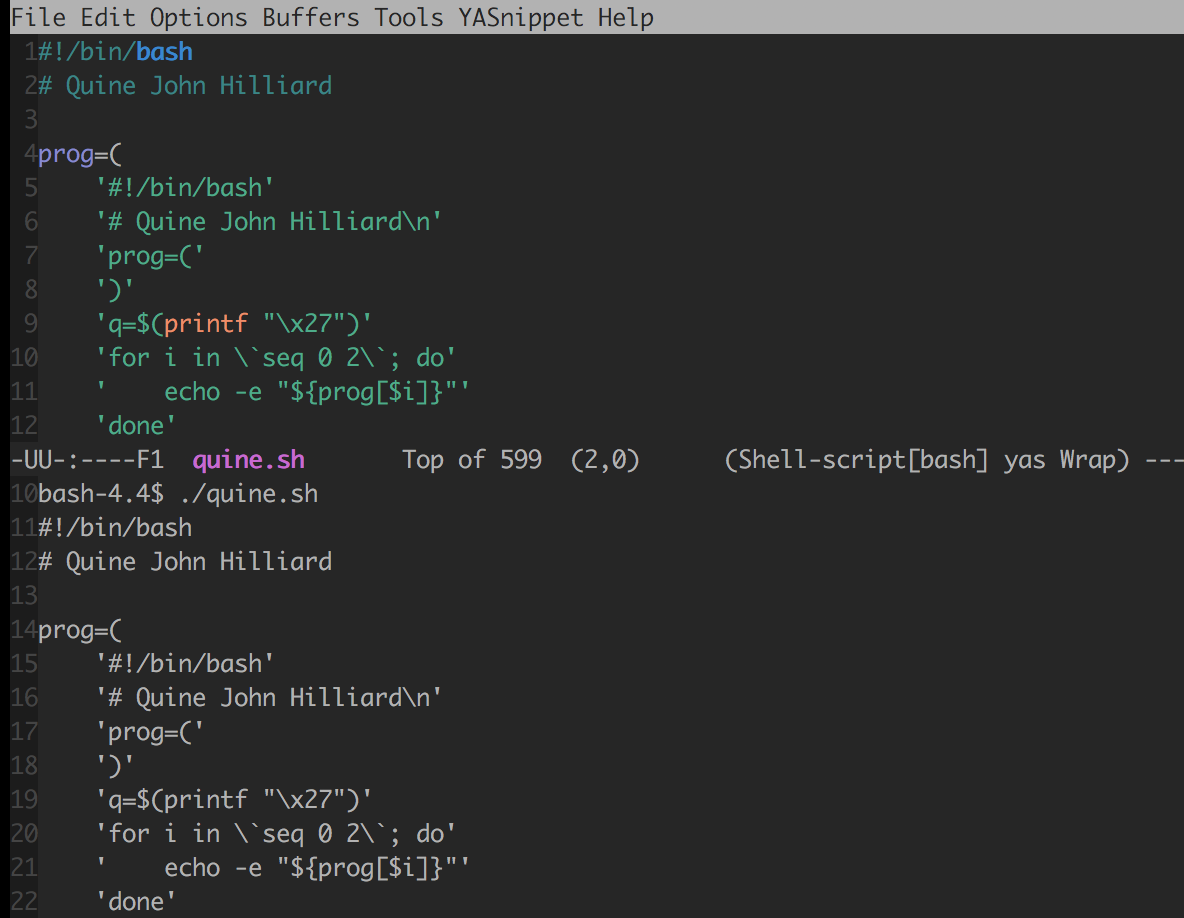 File Edit Options Buffers Tools YASnippet Help
1#!/bin/bash
2# Quine John Hilliard
3
4prog=(
5    '#!/bin/bash'
6    '# Quine John Hilliard\n'
7    'prog=('
8    ')'
9    'q=$(printf "\x27")'
10    'for i in \`seq 0 2\`; do'
11    '    echo -e "${prog[$i]}"'
12    'done'
-UU-:----F1  quine.sh       Top of 599  (2,0)      (Shell-script[bash] yas Wrap) ---
10bash-4.4$ ./quine.sh
11#!/bin/bash
12# Quine John Hilliard
13
14prog=(
15    '#!/bin/bash'
16    '# Quine John Hilliard\n'
17    'prog=('
18    ')'
19    'q=$(printf "\x27")'
20    'for i in \`seq 0 2\`; do'
21    '    echo -e "${prog[$i]}"'
22    'done'